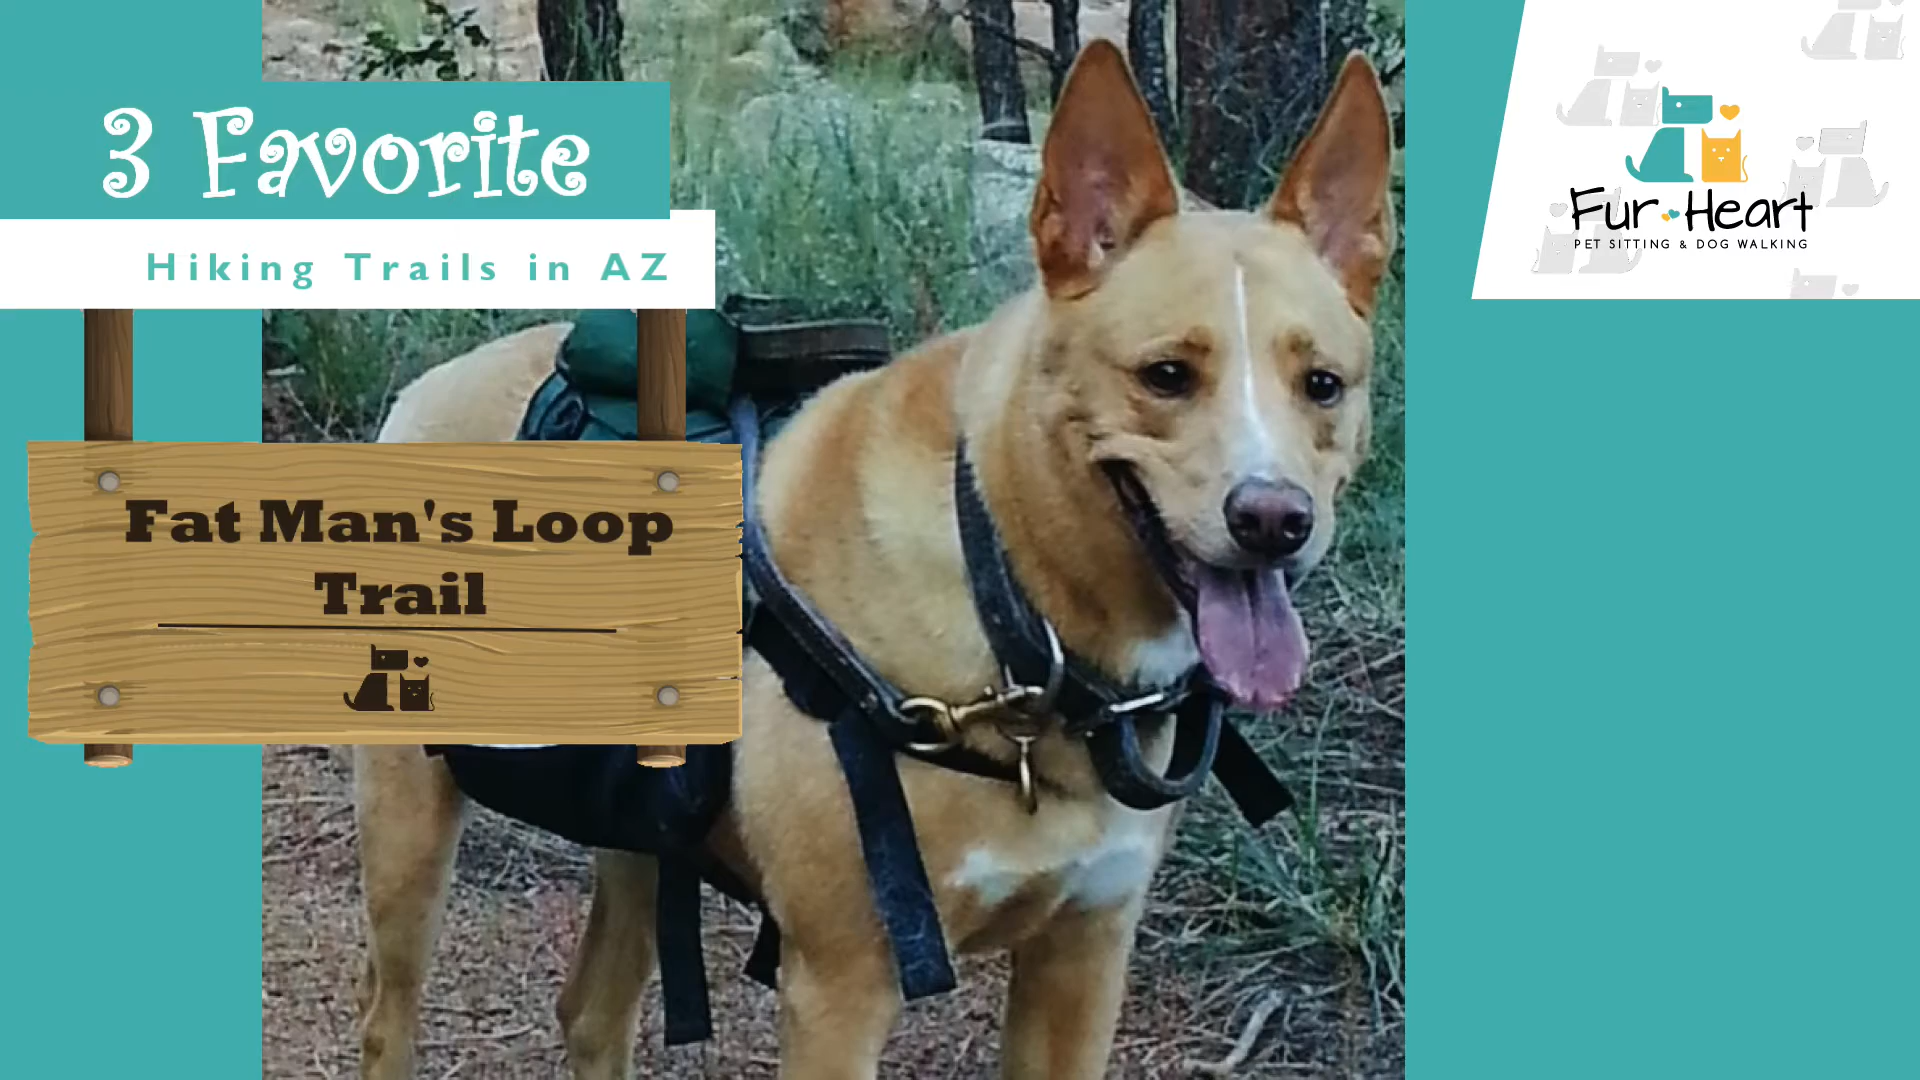 3 Favorite
Hiking Trails in AZ
Fat Man's Loop
Trail
Fur Heart
PET SITTING & DOG WALKING